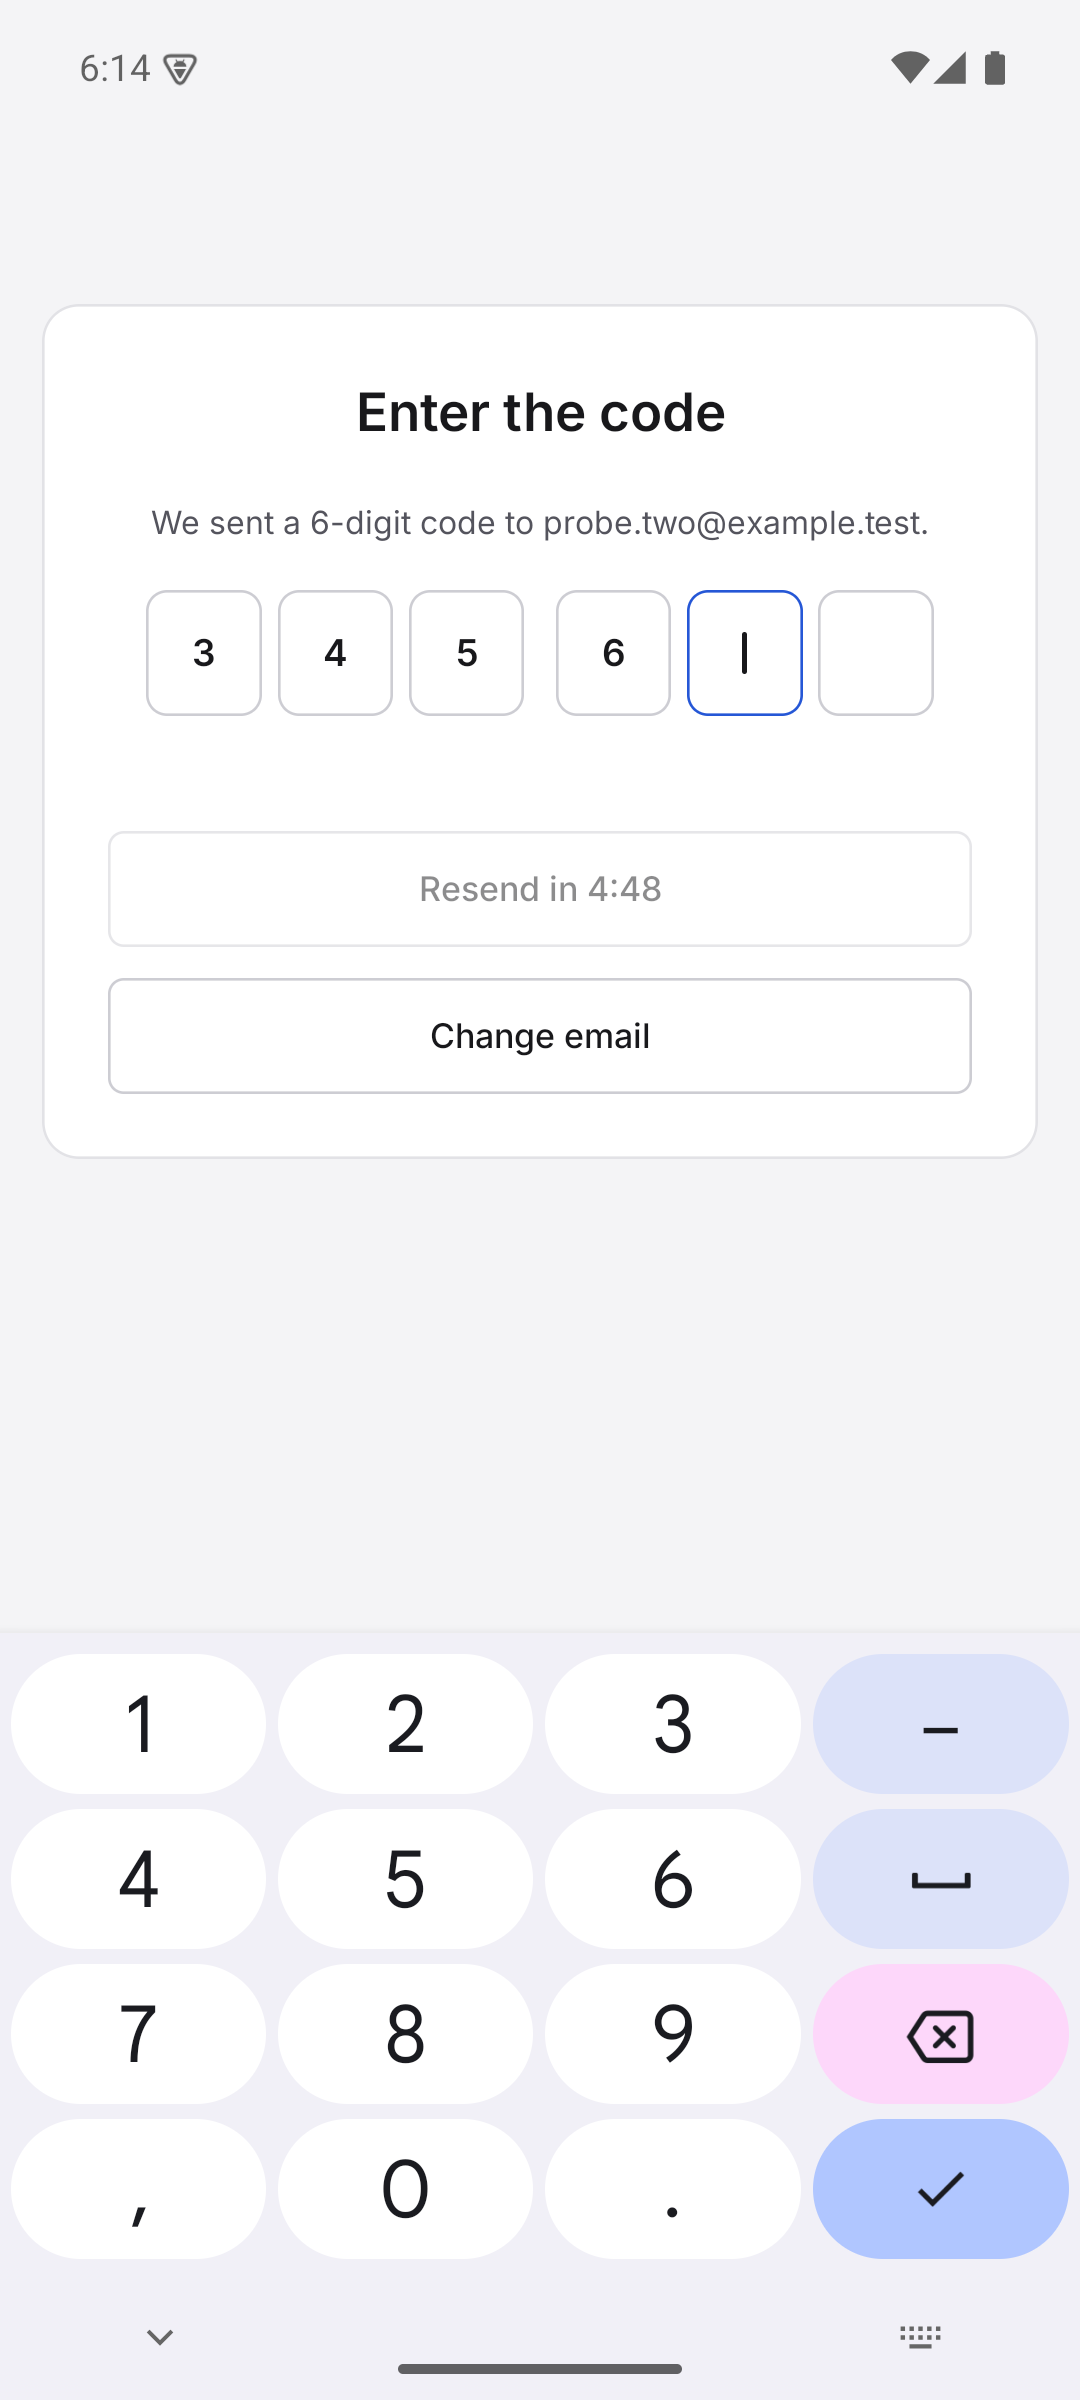 6:14
Enter the code
We sent a 6-digit code to probe.two@example.test.
3 4 5 6
Resend in 4:48
Change email
1 2 3 –
4 5 6
7 8 9
, 0 .